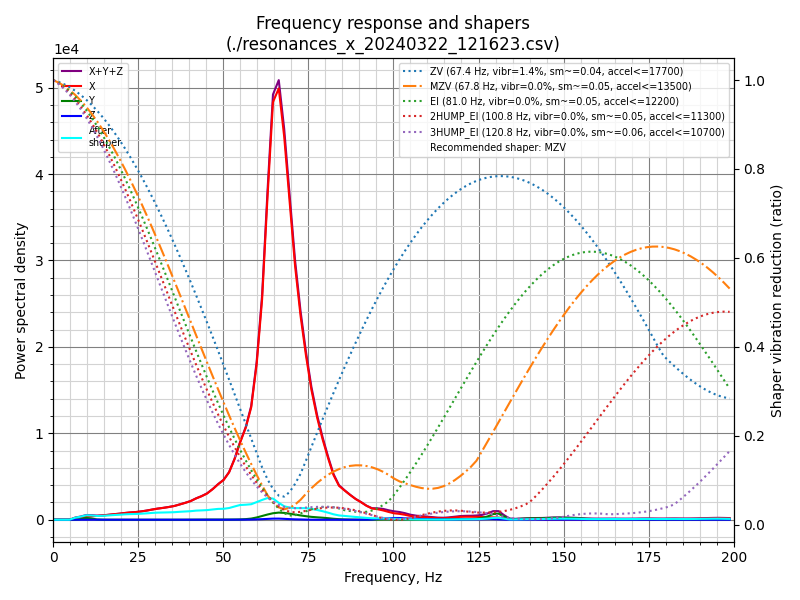 Frequency response and shapers
(./resonances_x_20240322_121623.csv)
1e4
X+Y+Z
X
Y
Z
After
shaper
ZV (67.4 Hz, vibr=1.4%, sm~=0.04, accel<=17700)
MZV (67.8 Hz, vibr=0.0%, sm~=0.05, accel<=13500)
EI (81.0 Hz, vibr=0.0%, sm~=0.05, accel<=12200)
2HUMP_EI (100.8 Hz, vibr=0.0%, sm~=0.05, accel<=11300)
3HUMP_EI (120.8 Hz, vibr=0.0%, sm~=0.06, accel<=10700)
Recommended shaper: MZV
Power spectral density
5
4
3
2
1
0
1.0
0.8
0.6
0.4
0.2
0.0
Shaper vibration reduction (ratio)
0 25 50 75 100 125 150 175 200
Frequency, Hz